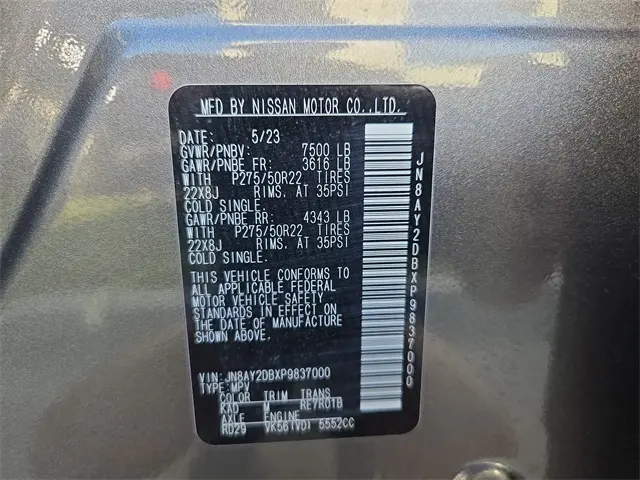 MFD BY NISSAN MOTOR CO.,LTD.
DATE: 5/23
GVWR/PNBV: 7500 LB
GAWR/PNBE FR: 3616 LB
WITH P275/50R22 TIRES
22X8J RIMS. AT 35PSI
COLD SINGLE.
GAWR/PNBE RR: 4343 LB
WITH P275/50R22 TIRES
22X8J RIMS. AT 35PSI
COLD SINGLE.
THIS VEHICLE CONFORMS TO
ALL APPLICABLE FEDERAL
MOTOR VEHICLE SAFETY
STANDARDS IN EFFECT ON
THE DATE OF MANUFACTURE
SHOWN ABOVE.
VIN: JN8AY2DBXP9837000
TYPE: MPV
COLOR TRIM TRANS
KAD M RE7R01B
AXLE ENGINE
RD29 VK56(VD) 5552CC
JN8AY2DBXP9837000